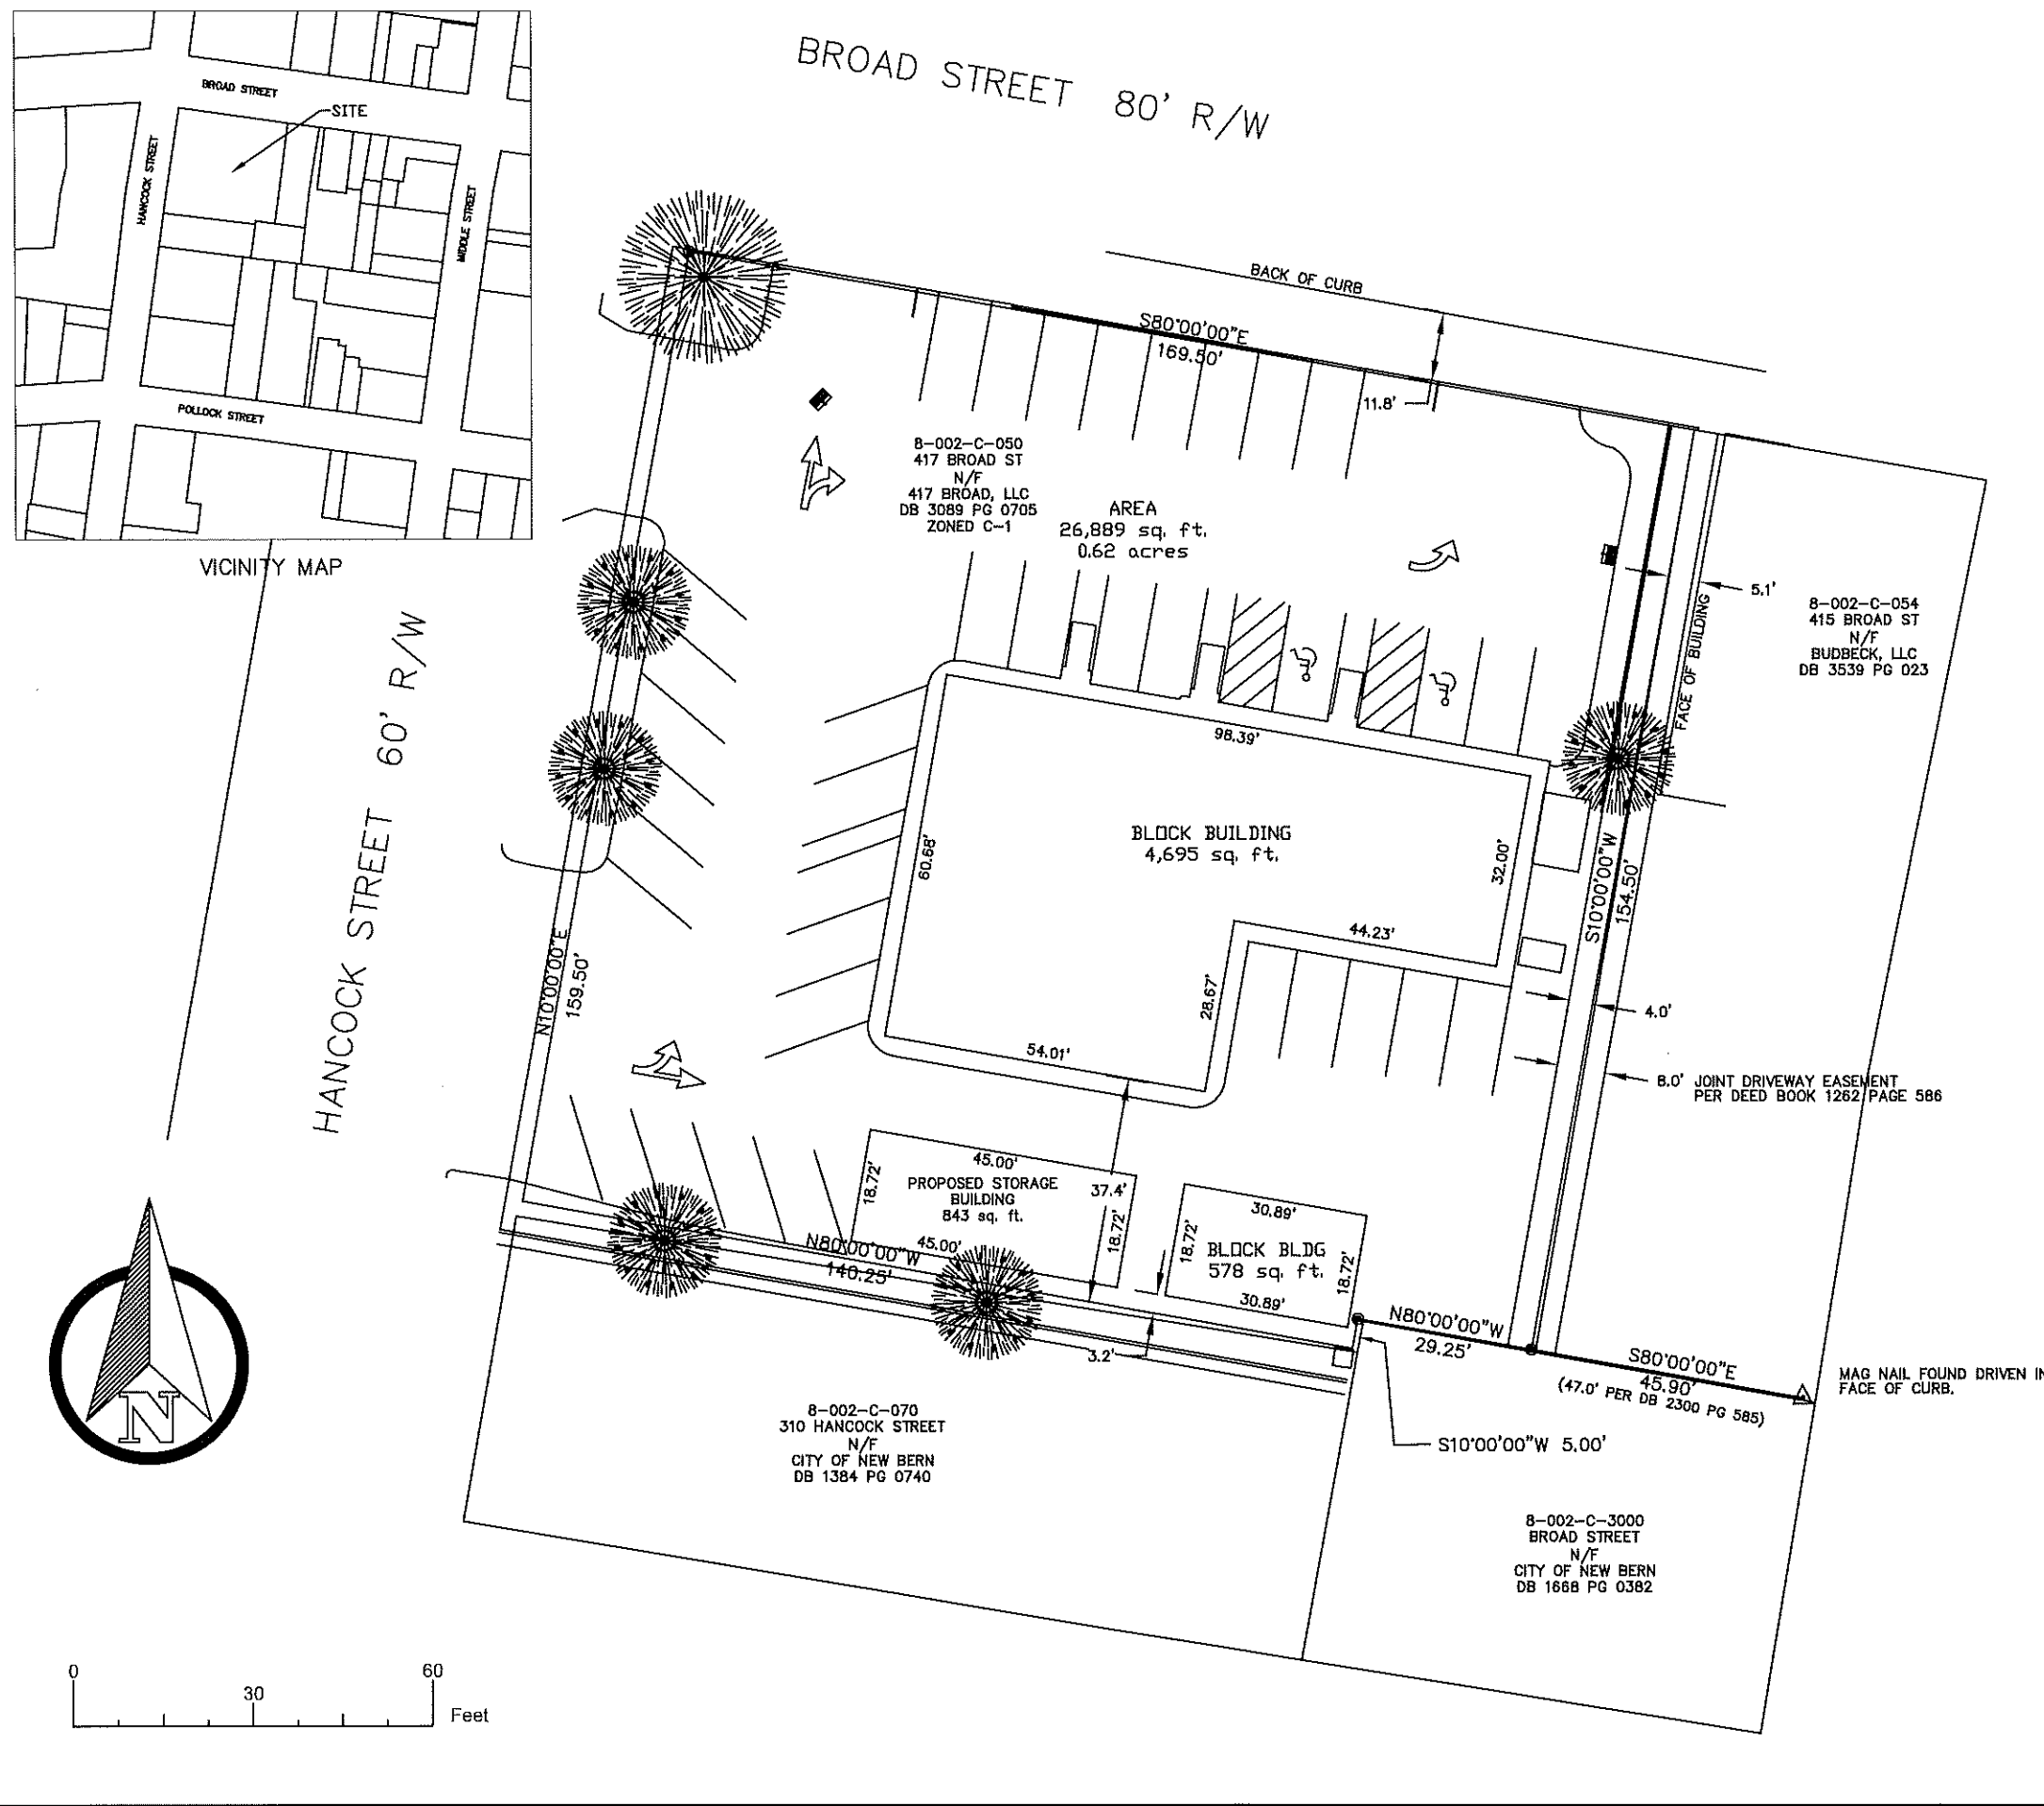 BROAD STREET 80' R/W
BROAD STREET
SITE
HANCOCK STREET
MIDDLE STREET
POLLOCK STREET
VICINITY MAP
BACK OF CURB
S80°00'00"E
169.50'
11.8'
8-002-C-050
417 BROAD ST
N/F
417 BROAD, LLC
DB 3089 PG 0705
ZONED C-1
AREA
26,889 sq. ft.
0.62 acres
5.1'
FACE OF BUILDING
8-002-C-054
415 BROAD ST
N/F
BUDBECK, LLC
DB 3539 PG 023
HANCOCK STREET 60' R/W
98.39'
BLOCK BUILDING
4,695 sq. ft.
60.68'
32.00'
S10°00'00"W
154.50'
44.23'
28.67'
54.01'
N10°00'00"E
159.50'
4.0'
8.0' JOINT DRIVEWAY EASEMENT
PER DEED BOOK 1262 PAGE 586
45.00'
18.72'
PROPOSED STORAGE
BUILDING
843 sq. ft.
37.4'
18.72'
45.00'
N80°00'00"W
140.25'
30.89'
18.72'
BLOCK BLDG
578 sq. ft.
18.72'
30.89'
3.2'
N80°00'00"W
29.25'
S80°00'00"E
45.90'
(47.0' PER DB 2300 PG 585)
MAG NAIL FOUND DRIVEN IN
FACE OF CURB.
S10°00'00"W 5.00'
8-002-C-070
310 HANCOCK STREET
N/F
CITY OF NEW BERN
DB 1384 PG 0740
8-002-C-3000
BROAD STREET
N/F
CITY OF NEW BERN
DB 1668 PG 0382
N
0
30
60
Feet